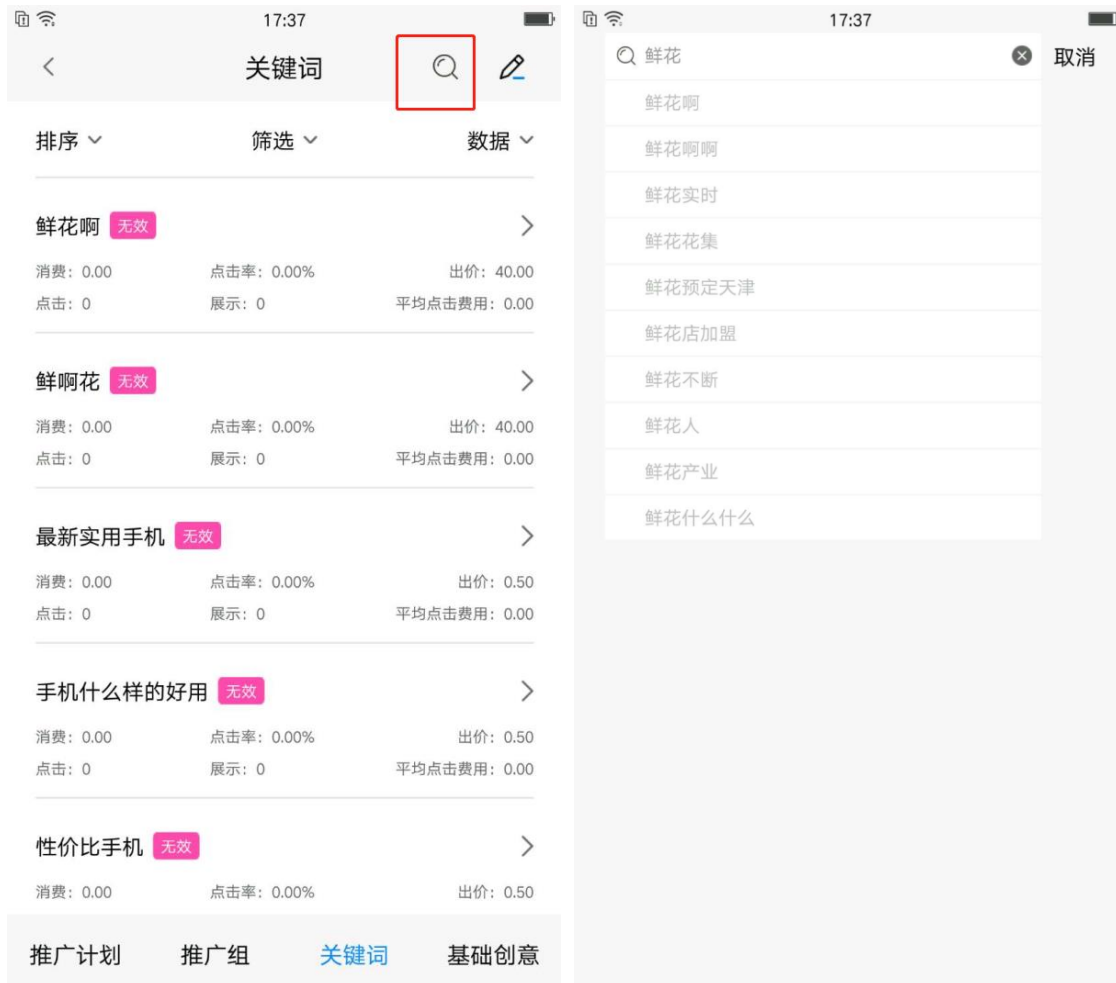 17:37
关键词
排序 筛选 数据
鲜花啊 无效
消费：0.00 点击率：0.00% 出价：40.00
点击：0 展示：0 平均点击费用：0.00
鲜啊花 无效
消费：0.00 点击率：0.00% 出价：40.00
点击：0 展示：0 平均点击费用：0.00
最新实用手机 无效
消费：0.00 点击率：0.00% 出价：0.50
点击：0 展示：0 平均点击费用：0.00
手机什么样的好用 无效
消费：0.00 点击率：0.00% 出价：0.50
点击：0 展示：0 平均点击费用：0.00
性价比手机 无效
消费：0.00 点击率：0.00% 出价：0.50
推广计划 推广组 关键词 基础创意
17:37
鲜花 取消
鲜花啊
鲜花啊啊
鲜花实时
鲜花花集
鲜花预定天津
鲜花店加盟
鲜花不断
鲜花人
鲜花产业
鲜花什么什么